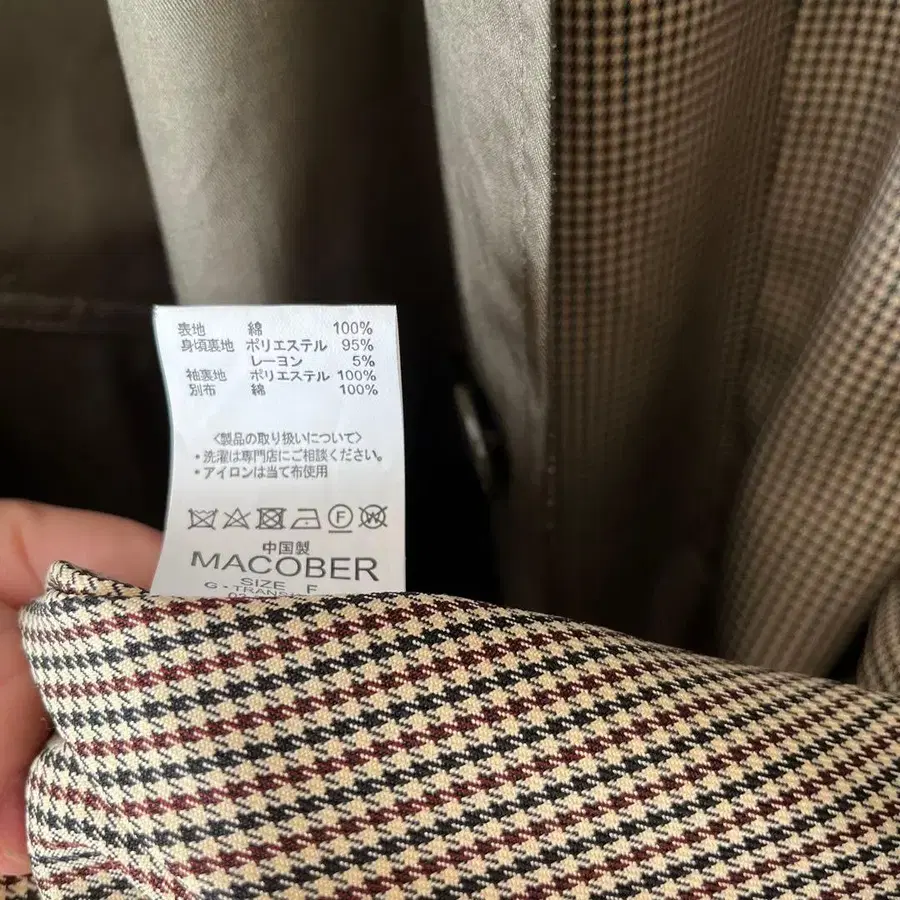 表地 綿 100%
身頃裏地 ポリエステル 95%
レーヨン 5%
袖裏地 ポリエステル 100%
別布 綿 100%
〈製品の取り扱いについて〉
・洗濯は専門店にご相談ください。
・アイロンは当て布使用
F W
中国製
MACOBER
SIZE F
G-TRANS